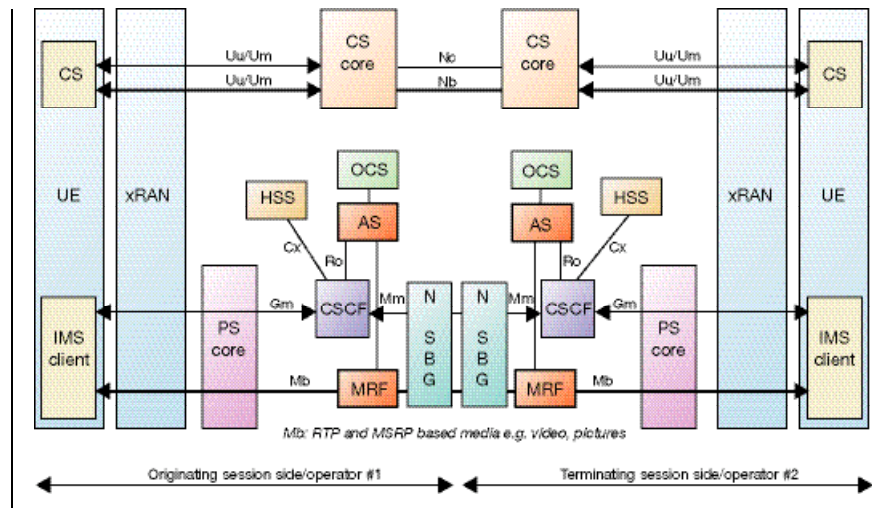 CS
Uu/Um
Uu/Um
CS
core
Nc
Nb
CS
core
Uu/Um
Uu/Um
CS
UE
xRAN
OCS
HSS
AS
Cx
Ro
OCS
HSS
AS
Ro
Cx
xRAN
UE
IMS
client
Gm
PS
core
CSCF
Mm
N
SBG
N
SBG
Mm
CSCF
Gm
PS
core
IMS
client
Mb
MRF
MRF
Mb
Mb: RTP and MSRP based media e.g. video, pictures
Originating session side/operator #1
Terminating session side/operator #2